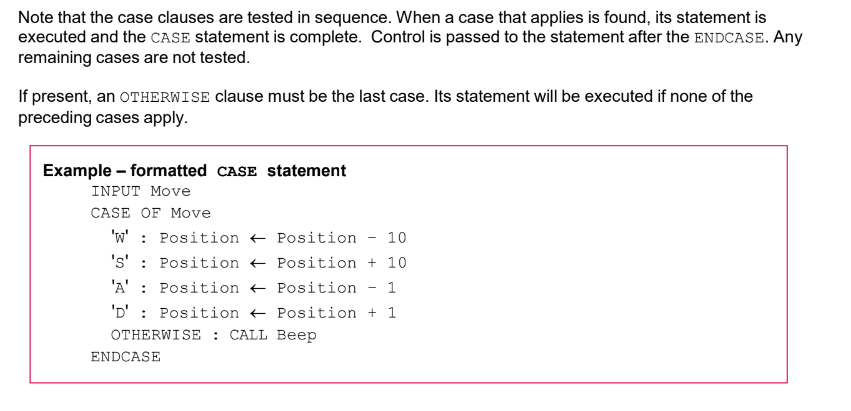 Note that the case clauses are tested in sequence. When a case that applies is found, its statement is
executed and the CASE statement is complete.  Control is passed to the statement after the ENDCASE. Any
remaining cases are not tested.
If present, an OTHERWISE clause must be the last case. Its statement will be executed if none of the
preceding cases apply.
Example – formatted CASE statement
INPUT Move
CASE OF Move
'W' : Position ← Position − 10
'S' : Position ← Position + 10
'A' : Position ← Position − 1
'D' : Position ← Position + 1
OTHERWISE : CALL Beep
ENDCASE